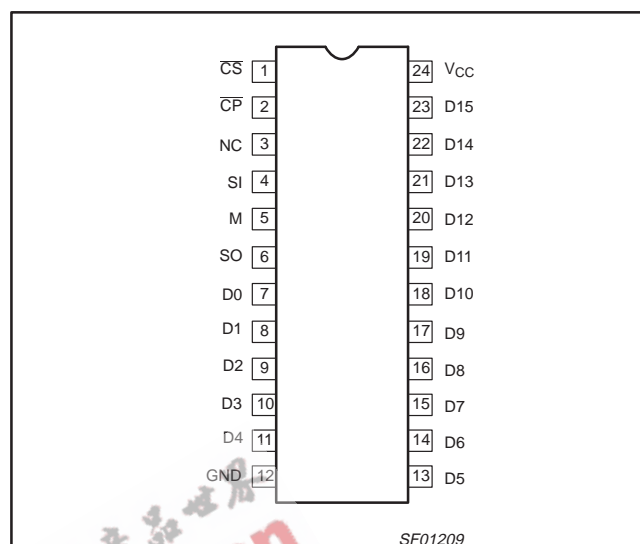 C̅S̅ 1 24 VCC
C̅P̅ 2 23 D15
NC 3 22 D14
SI 4 21 D13
M 5 20 D12
SO 6 19 D11
D0 7 18 D10
D1 8 17 D9
D2 9 16 D8
D3 10 15 D7
D4 11 14 D6
GND 12 13 D5
SF01209